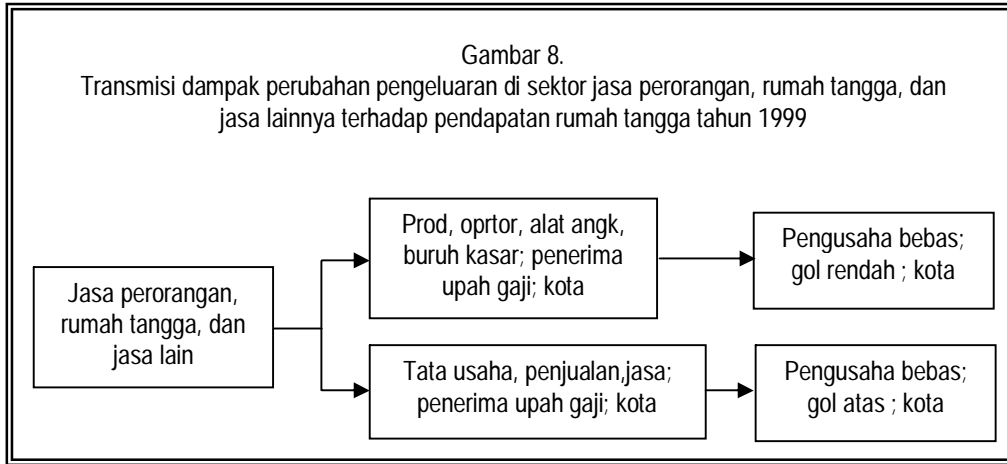 Gambar 8.
Transmisi dampak perubahan pengeluaran di sektor jasa perorangan, rumah tangga, dan
jasa lainnya terhadap pendapatan rumah tangga tahun 1999
Jasa perorangan,
rumah tangga, dan
jasa lain
Prod, oprtor, alat angk,
buruh kasar; penerima
upah gaji; kota
Pengusaha bebas;
gol rendah ; kota
Tata usaha, penjualan,jasa;
penerima upah gaji; kota
Pengusaha bebas;
gol atas ; kota